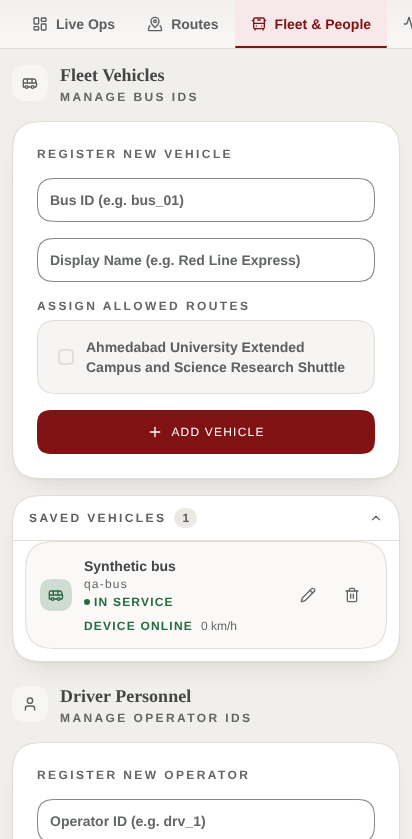 Live Ops
Routes
Fleet & People
Fleet Vehicles
MANAGE BUS IDS
REGISTER NEW VEHICLE
Bus ID (e.g. bus_01)
Display Name (e.g. Red Line Express)
ASSIGN ALLOWED ROUTES
Ahmedabad University Extended
Campus and Science Research Shuttle
ADD VEHICLE
SAVED VEHICLES 1
Synthetic bus
qa-bus
IN SERVICE
DEVICE ONLINE 0 km/h
Driver Personnel
MANAGE OPERATOR IDS
REGISTER NEW OPERATOR
Operator ID (e.g. drv_1)